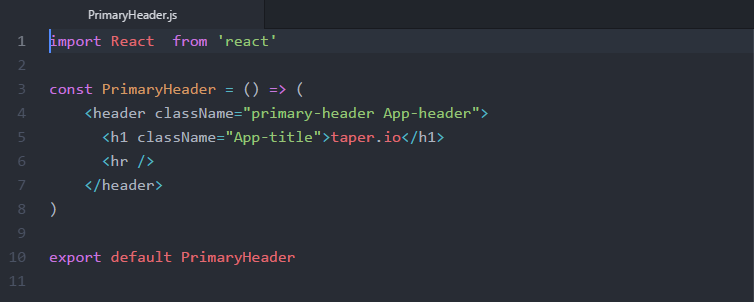 PrimaryHeader.js
1 import React  from 'react'
2
3 const PrimaryHeader = () => (
4     <header className="primary-header App-header">
5       <h1 className="App-title">taper.io</h1>
6       <hr />
7     </header>
8 )
9
10 export default PrimaryHeader
11